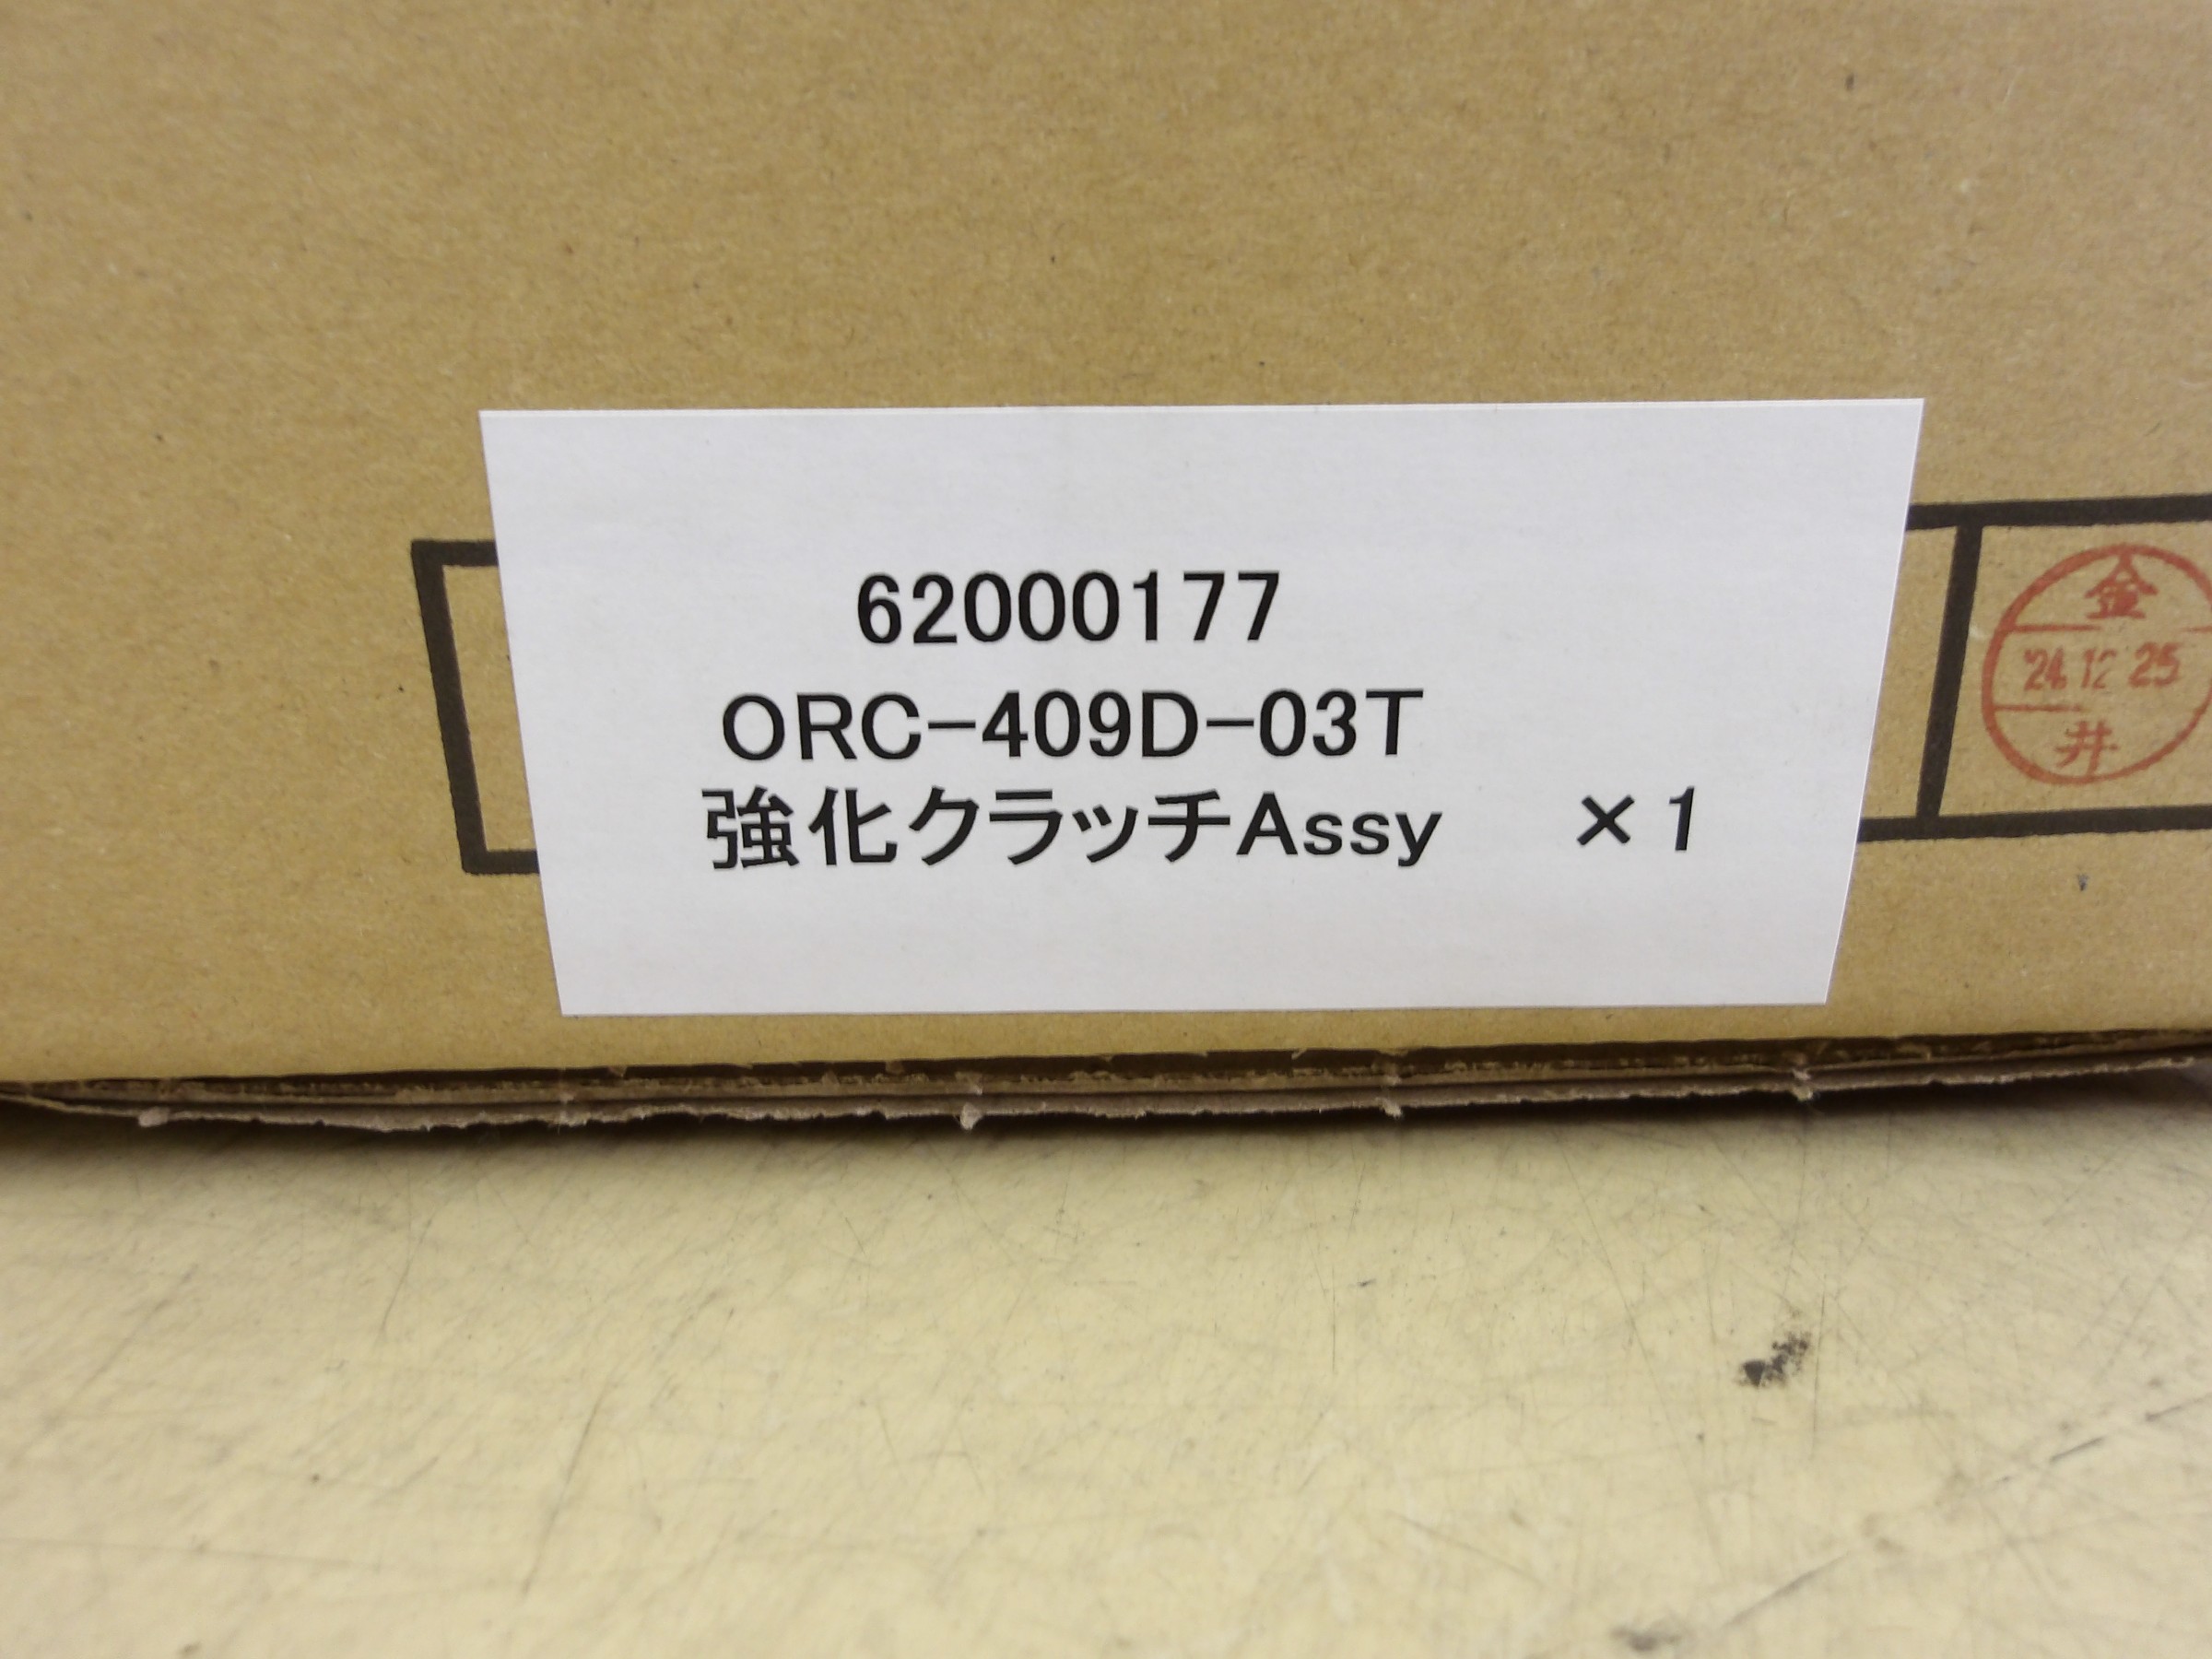 62000177
ORC-409D-03T
強化クラッチAssy ×1
金
'24.12.25
井